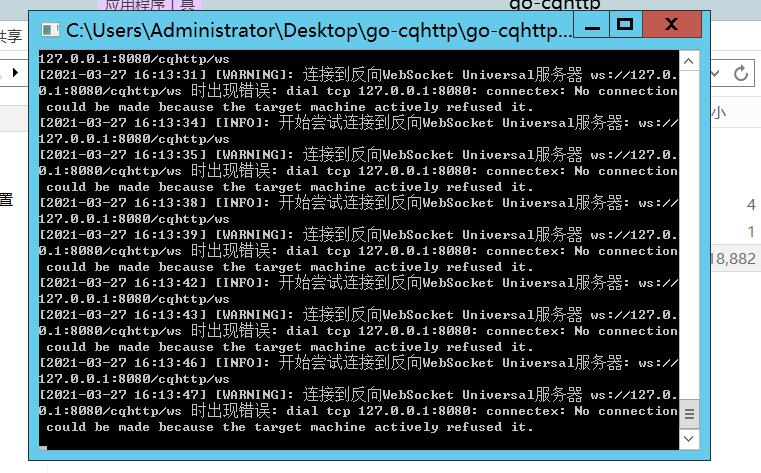 应用程序工具
go-cqhttp
共享
小
置
4
1
18,882
C:\Users\Administrator\Desktop\go-cqhttp\go-cqhttp...
127.0.0.1:8080/cqhttp/ws
[2021-03-27 16:13:31] [WARNING]: 连接到反向WebSocket Universal服务器 ws://127.0.
0.1:8080/cqhttp/ws 时出现错误: dial tcp 127.0.0.1:8080: connectex: No connection
could be made because the target machine actively refused it.
[2021-03-27 16:13:34] [INFO]: 开始尝试连接到反向WebSocket Universal服务器: ws://
127.0.0.1:8080/cqhttp/ws
[2021-03-27 16:13:35] [WARNING]: 连接到反向WebSocket Universal服务器 ws://127.0.
0.1:8080/cqhttp/ws 时出现错误: dial tcp 127.0.0.1:8080: connectex: No connection
could be made because the target machine actively refused it.
[2021-03-27 16:13:38] [INFO]: 开始尝试连接到反向WebSocket Universal服务器: ws://
127.0.0.1:8080/cqhttp/ws
[2021-03-27 16:13:39] [WARNING]: 连接到反向WebSocket Universal服务器 ws://127.0.
0.1:8080/cqhttp/ws 时出现错误: dial tcp 127.0.0.1:8080: connectex: No connection
could be made because the target machine actively refused it.
[2021-03-27 16:13:42] [INFO]: 开始尝试连接到反向WebSocket Universal服务器: ws://
127.0.0.1:8080/cqhttp/ws
[2021-03-27 16:13:43] [WARNING]: 连接到反向WebSocket Universal服务器 ws://127.0.
0.1:8080/cqhttp/ws 时出现错误: dial tcp 127.0.0.1:8080: connectex: No connection
could be made because the target machine actively refused it.
[2021-03-27 16:13:46] [INFO]: 开始尝试连接到反向WebSocket Universal服务器: ws://
127.0.0.1:8080/cqhttp/ws
[2021-03-27 16:13:47] [WARNING]: 连接到反向WebSocket Universal服务器 ws://127.0.
0.1:8080/cqhttp/ws 时出现错误: dial tcp 127.0.0.1:8080: connectex: No connection
could be made because the target machine actively refused it.